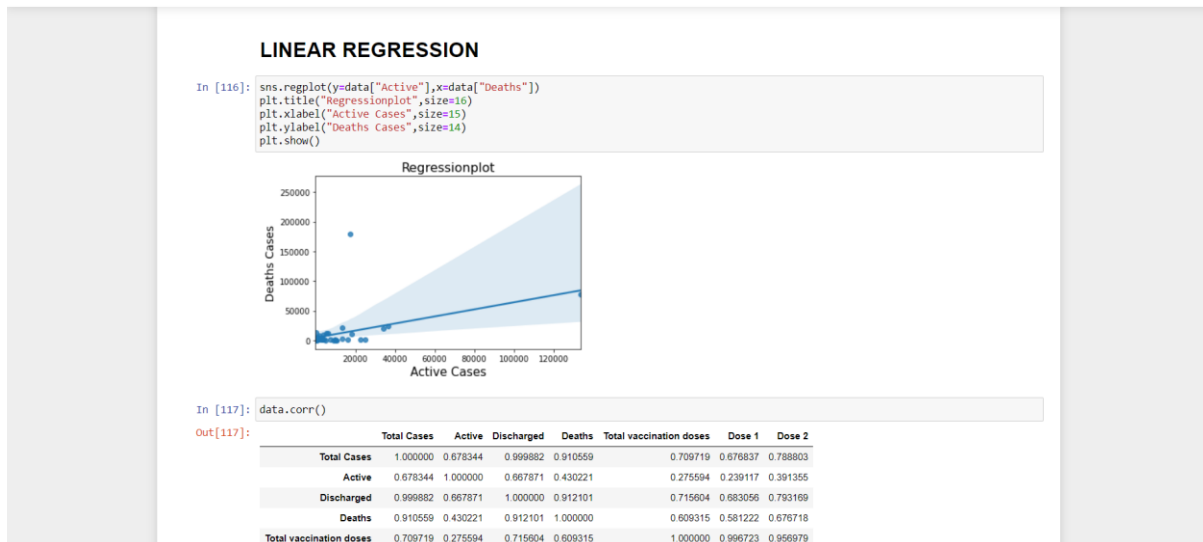 LINEAR REGRESSION
In [116]: sns.regplot(y=data["Active"],x=data["Deaths"])
plt.title("Regressionplot",size=16)
plt.xlabel("Active Cases",size=15)
plt.ylabel("Deaths Cases",size=14)
plt.show()
Regressionplot
250000
200000
150000
100000
50000
0
Deaths Cases
20000 40000 60000 80000 100000 120000
Active Cases
In [117]: data.corr()
Out[117]:
Total Cases Active Discharged Deaths Total vaccination doses Dose 1 Dose 2
Total Cases 1.000000 0.678344 0.999882 0.910559 0.709719 0.676837 0.788803
Active 0.678344 1.000000 0.667871 0.430221 0.275594 0.239117 0.391355
Discharged 0.999882 0.667871 1.000000 0.912101 0.715604 0.683056 0.793169
Deaths 0.910559 0.430221 0.912101 1.000000 0.609315 0.581222 0.676718
Total vaccination doses 0.709719 0.275594 0.715604 0.609315 1.000000 0.996723 0.956979